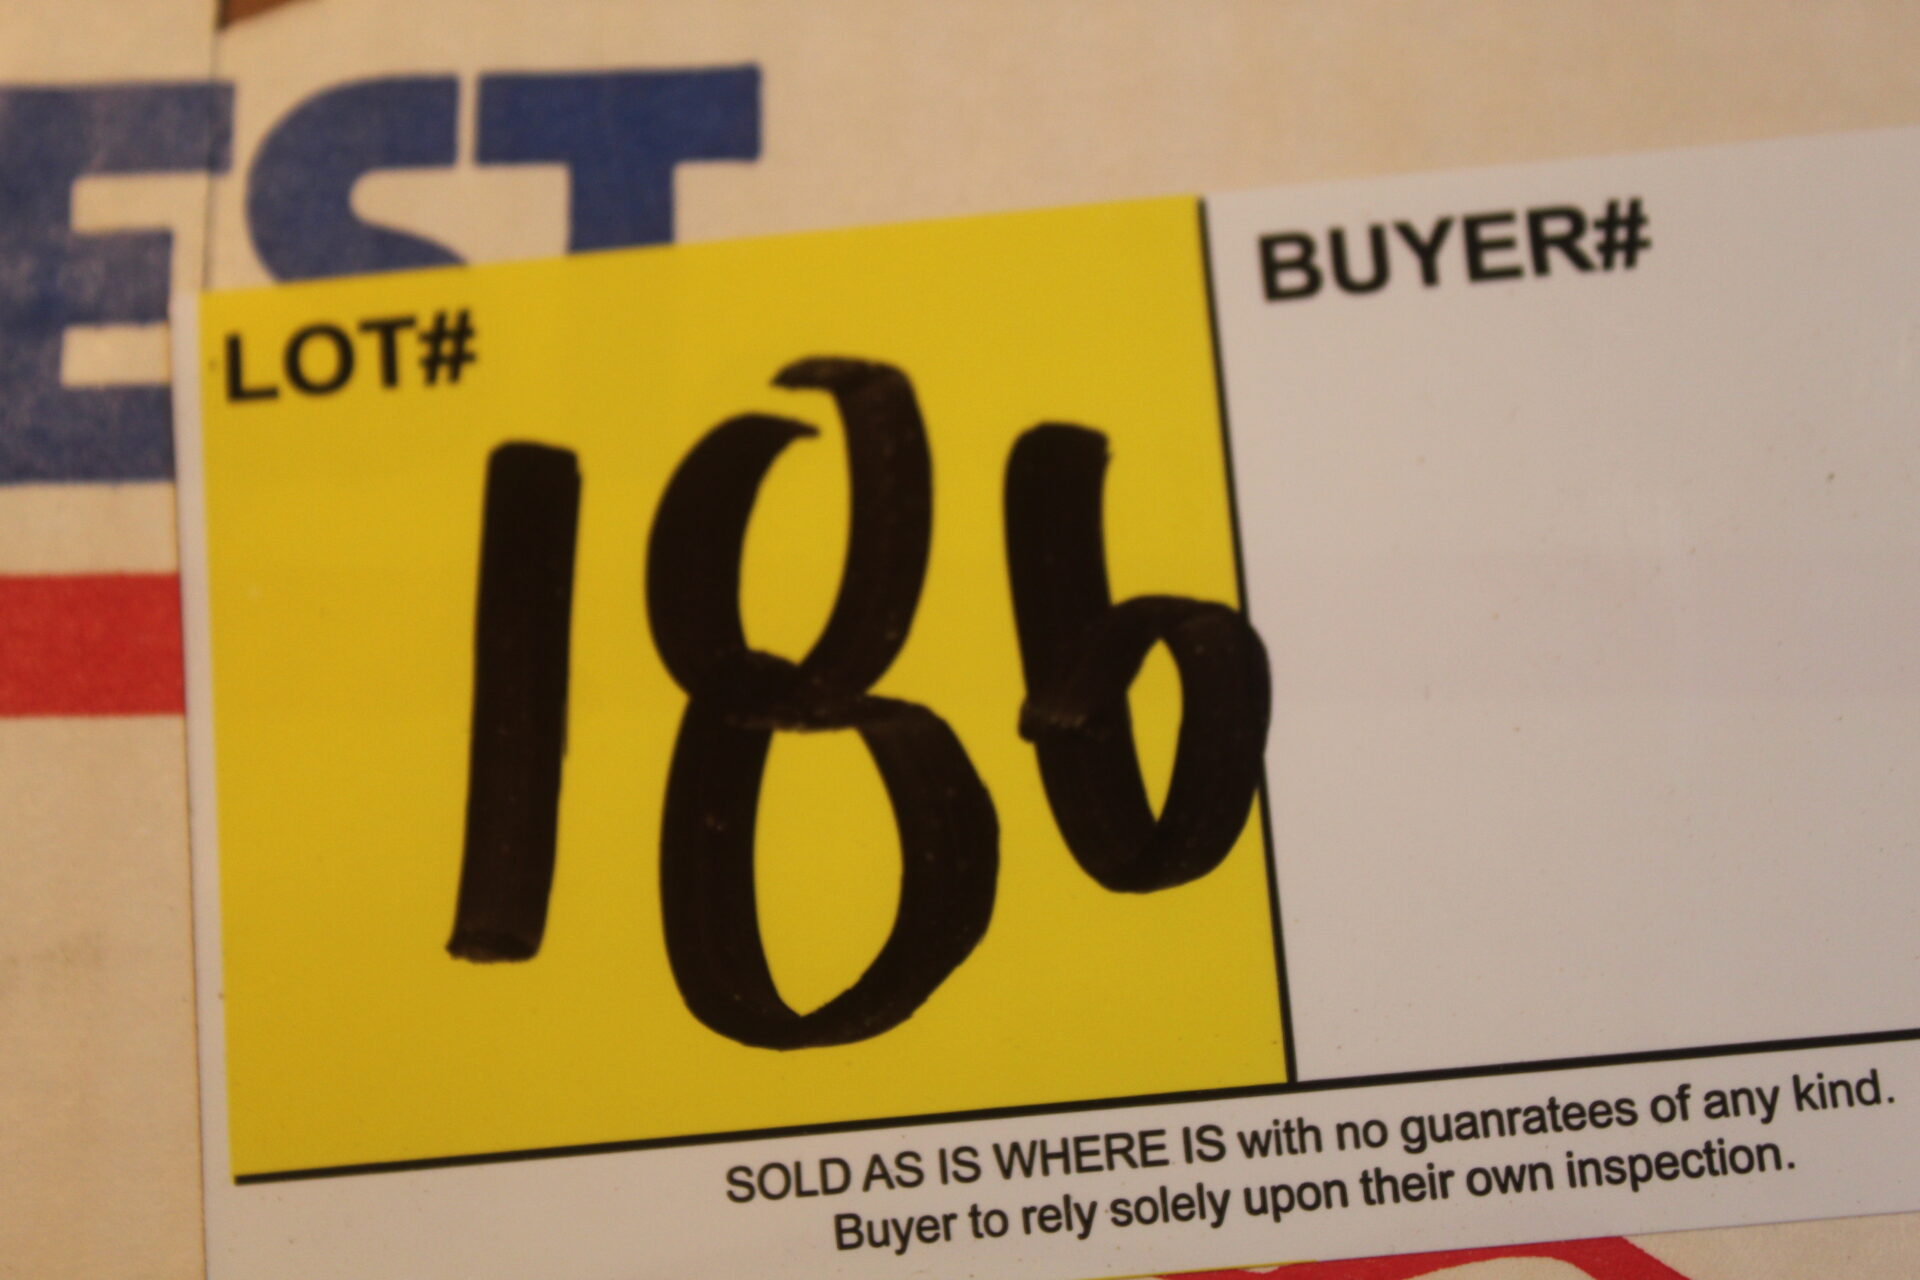 EST
LOT#
BUYER#
186
SOLD AS IS WHERE IS with no guanratees of any kind.
Buyer to rely solely upon their own inspection.